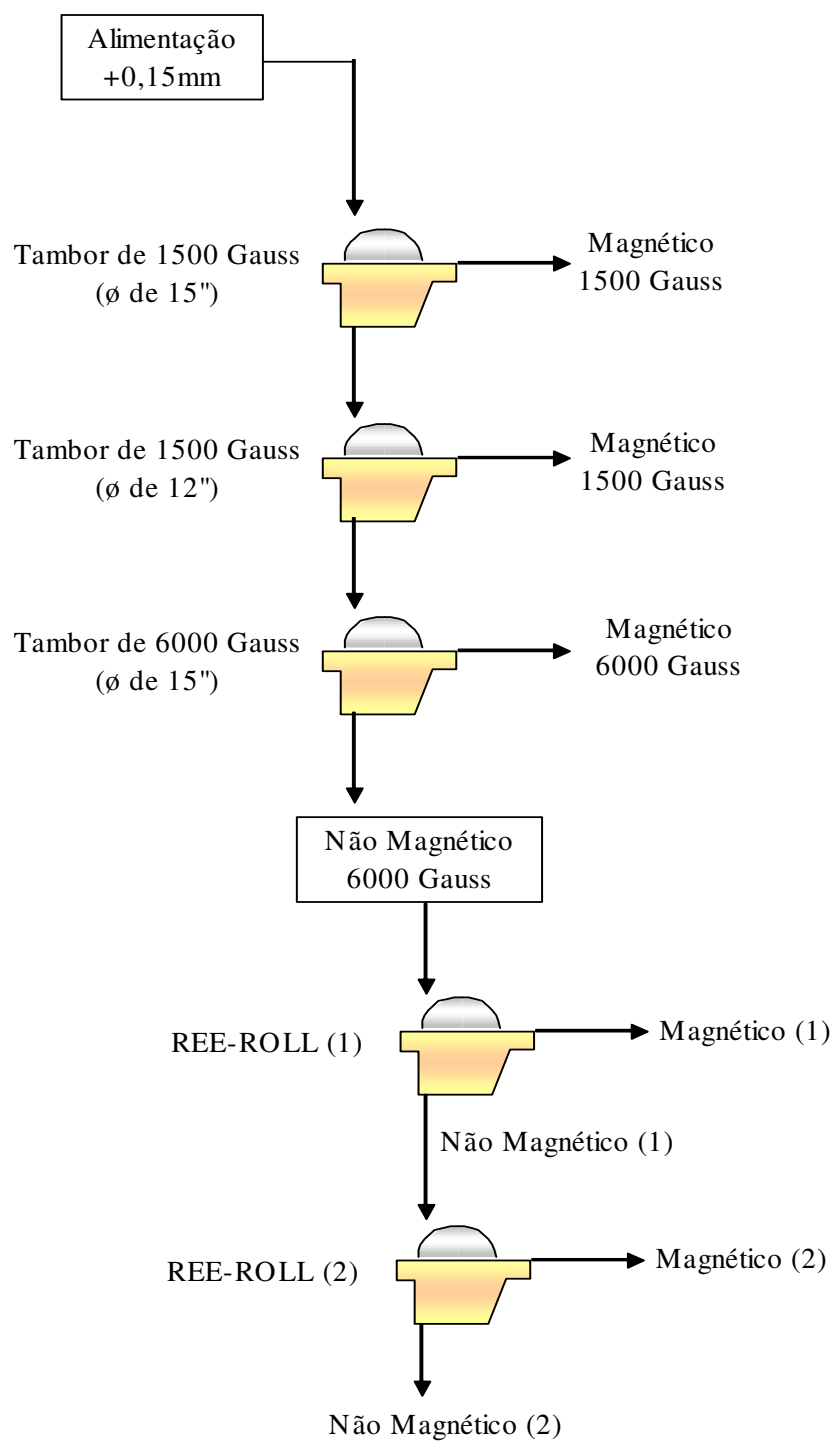 Alimentação
+0,15mm
Tambor de 1500 Gauss
(ø de 15")
Magnético
1500 Gauss
Tambor de 1500 Gauss
(ø de 12")
Magnético
1500 Gauss
Tambor de 6000 Gauss
(ø de 15")
Magnético
6000 Gauss
Não Magnético
6000 Gauss
REE-ROLL (1)
Magnético (1)
Não Magnético (1)
REE-ROLL (2)
Magnético (2)
Não Magnético (2)